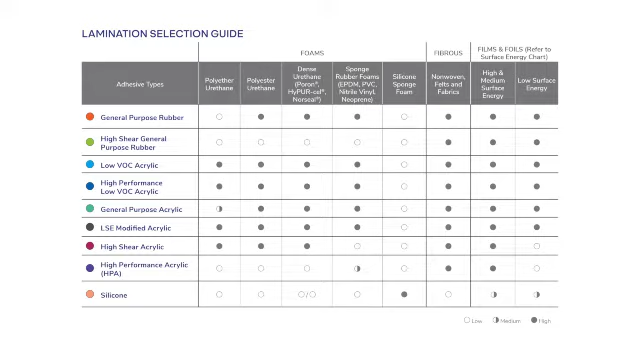 LAMINATION SELECTION GUIDE
FOAMS
FIBROUS
FILMS & FOILS (Refer to
Surface Energy Chart)
Adhesive Types
Polyether
Urethane
Polyester
Urethane
Dense
Urethane
(Poron®,
HyPUR-cel®,
Norseal®)
Sponge
Rubber Foams
(EPDM, PVC,
Nitrile Vinyl,
Neoprene)
Silicone
Sponge
Foam
Nonwoven,
Felts and
Fabrics
High &
Medium
Surface
Energy
Low Surface
Energy
General Purpose Rubber
High Shear General
Purpose Rubber
Low VOC Acrylic
High Performance
Low VOC Acrylic
General Purpose Acrylic
LSE Modified Acrylic
High Shear Acrylic
High Performance Acrylic
(HPA)
Silicone
/
Low
Medium
High